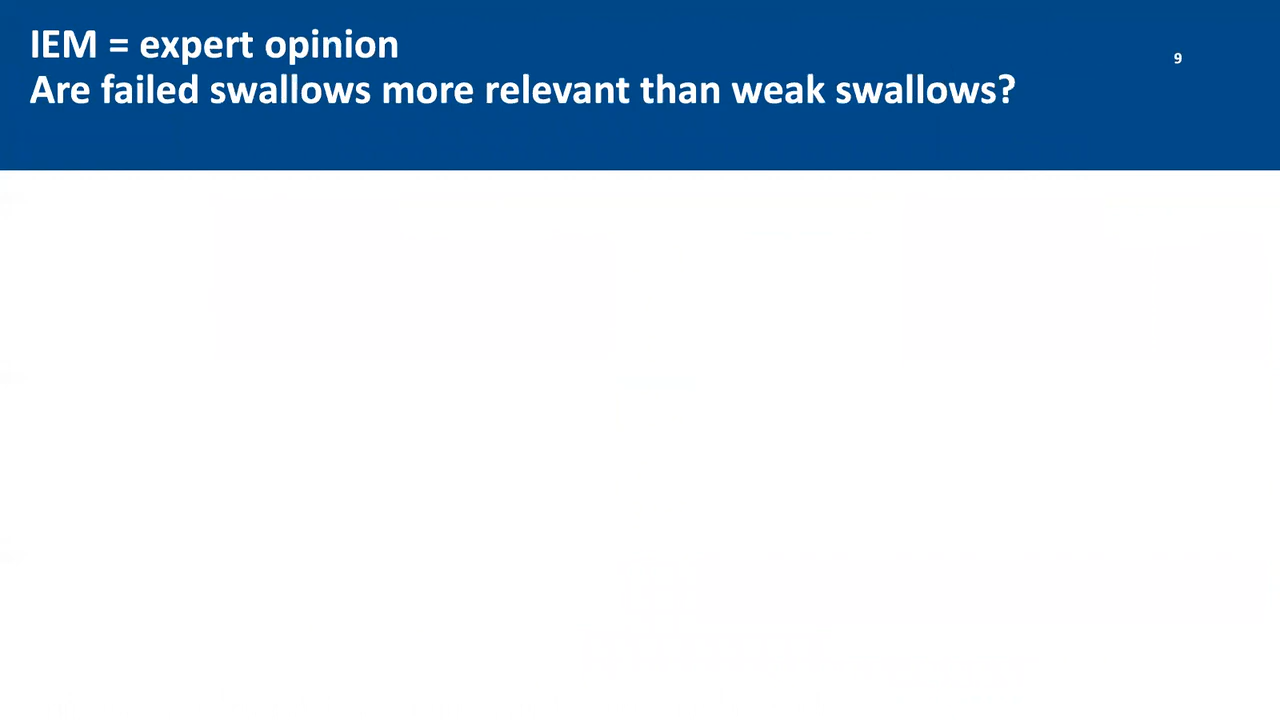 IEM = expert opinion
9
Are failed swallows more relevant than weak swallows?